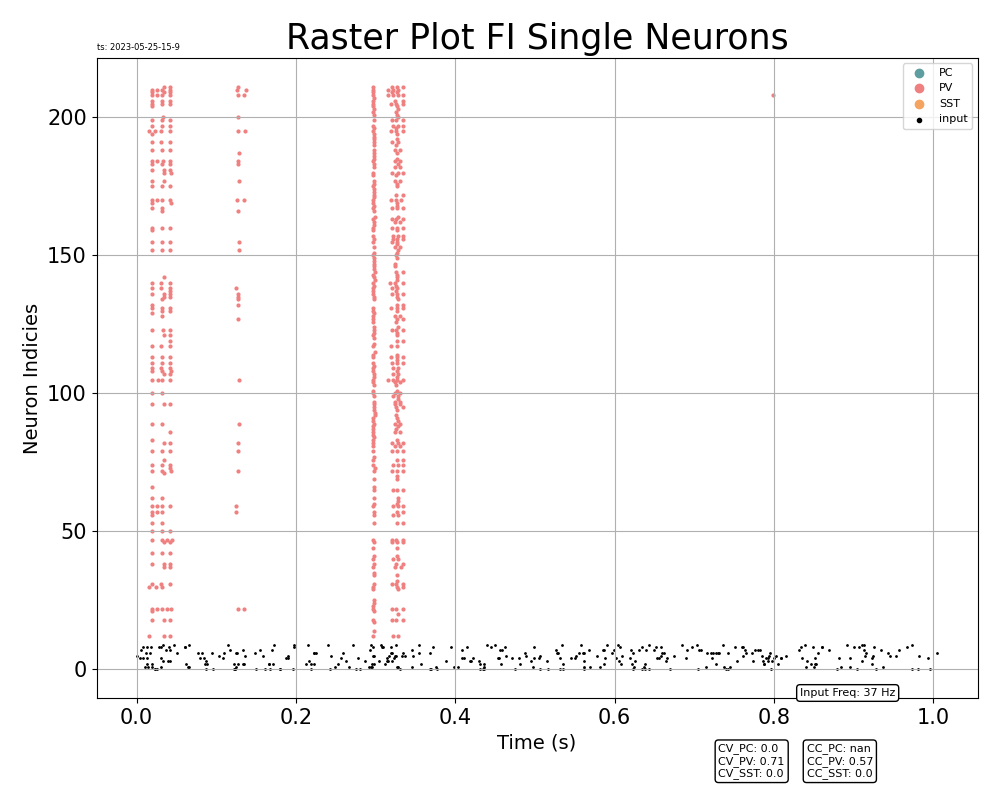 Raster Plot FI Single Neurons
ts: 2023-05-25-15-9
PC
PV
SST
input
200
150
100
50
0
Neuron Indicies
0.0 0.2 0.4 0.6 0.8 1.0
Time (s)
Input Freq: 37 Hz
CV_PC: 0.0
CV_PV: 0.71
CV_SST: 0.0
CC_PC: nan
CC_PV: 0.57
CC_SST: 0.0